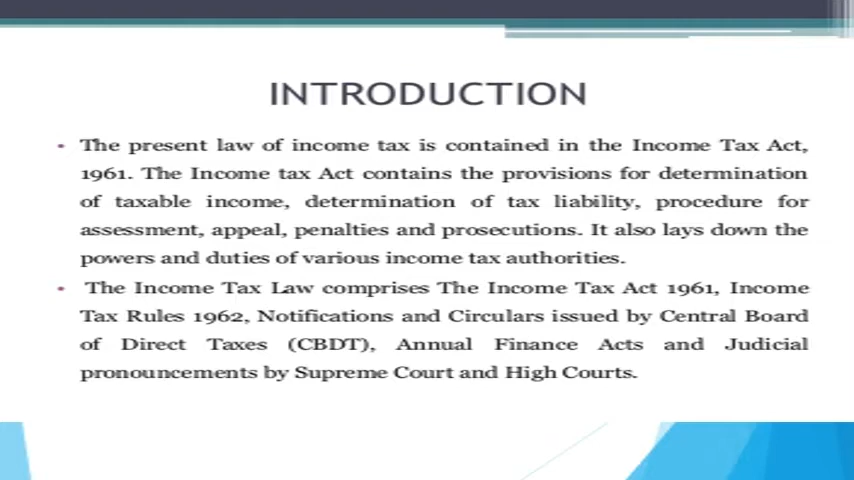 INTRODUCTION
• The present law of income tax is contained in the Income Tax Act,
1961. The Income tax Act contains the provisions for determination
of taxable income, determination of tax liability, procedure for
assessment, appeal, penalties and prosecutions. It also lays down the
powers and duties of various income tax authorities.
• The Income Tax Law comprises The Income Tax Act 1961, Income
Tax Rules 1962, Notifications and Circulars issued by Central Board
of Direct Taxes (CBDT), Annual Finance Acts and Judicial
pronouncements by Supreme Court and High Courts.